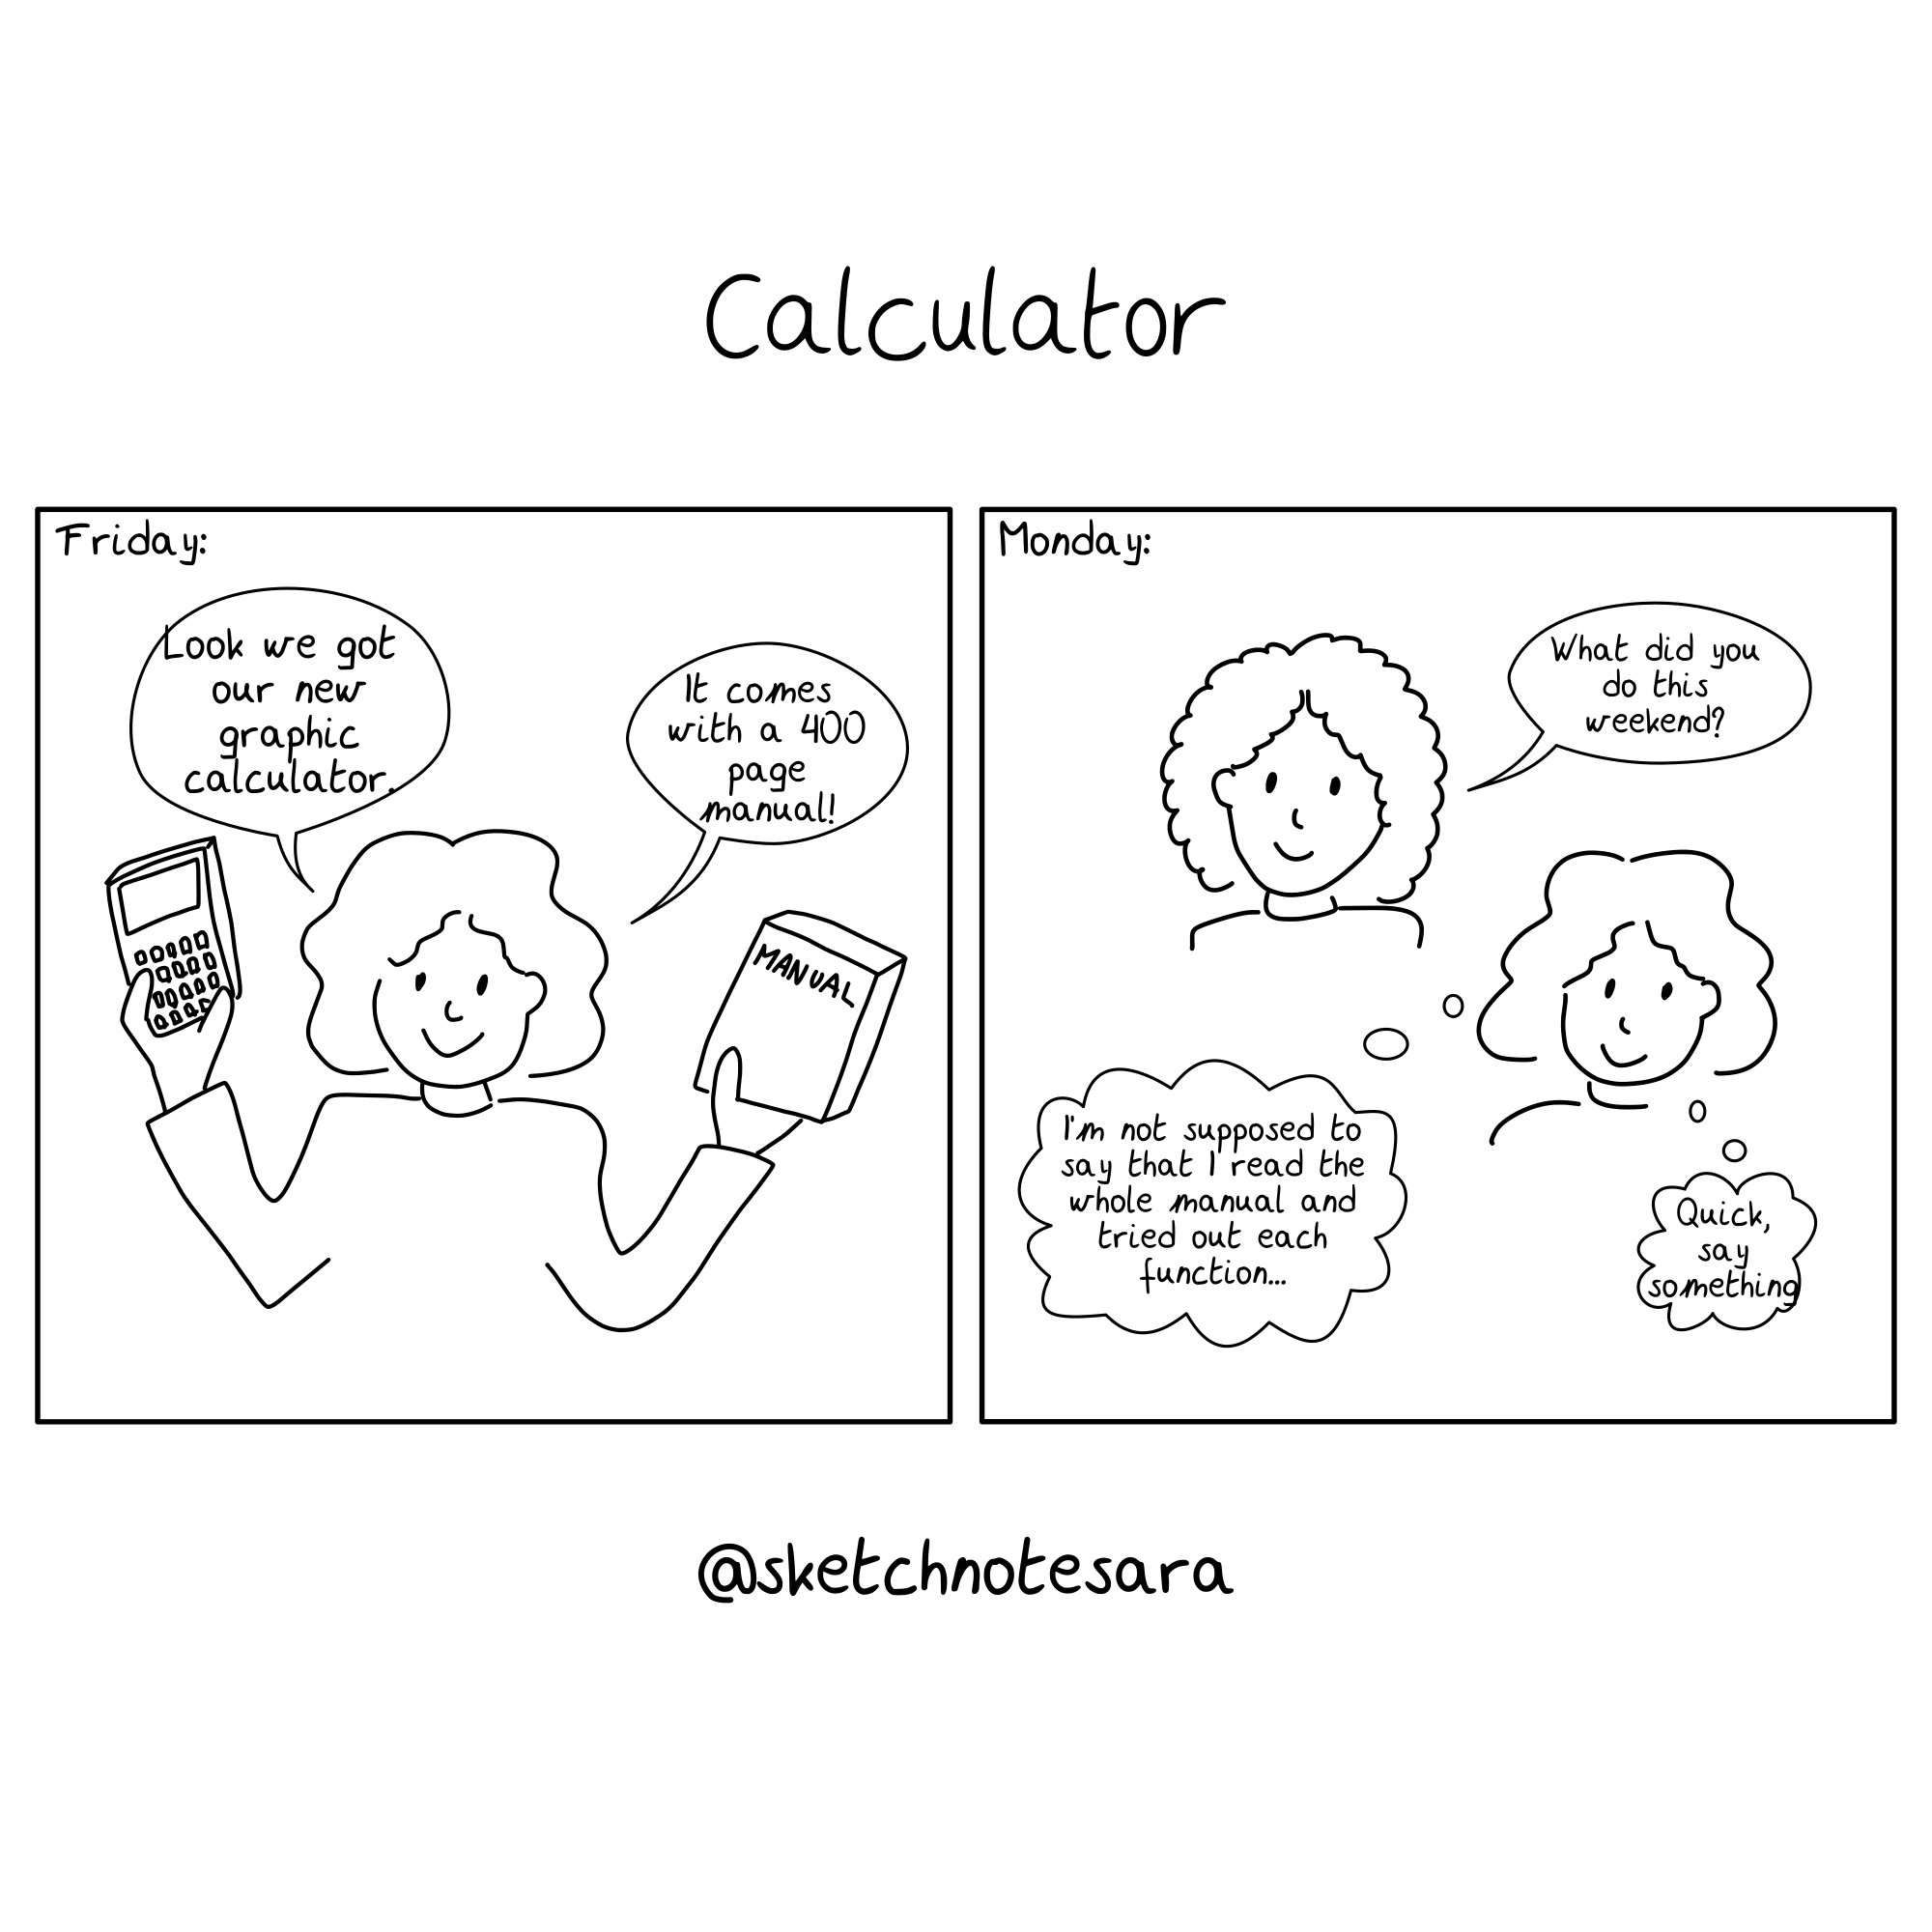 Calculator
Friday:
Look we got
our new
graphic
calculator.
It comes
with a 400
page
manual!
MANUAL
Monday:
What did you
do this
weekend?
I'm not supposed to
say that I read the
whole manual and
tried out each
function...
Quick,
say
something
@sketchnotesara